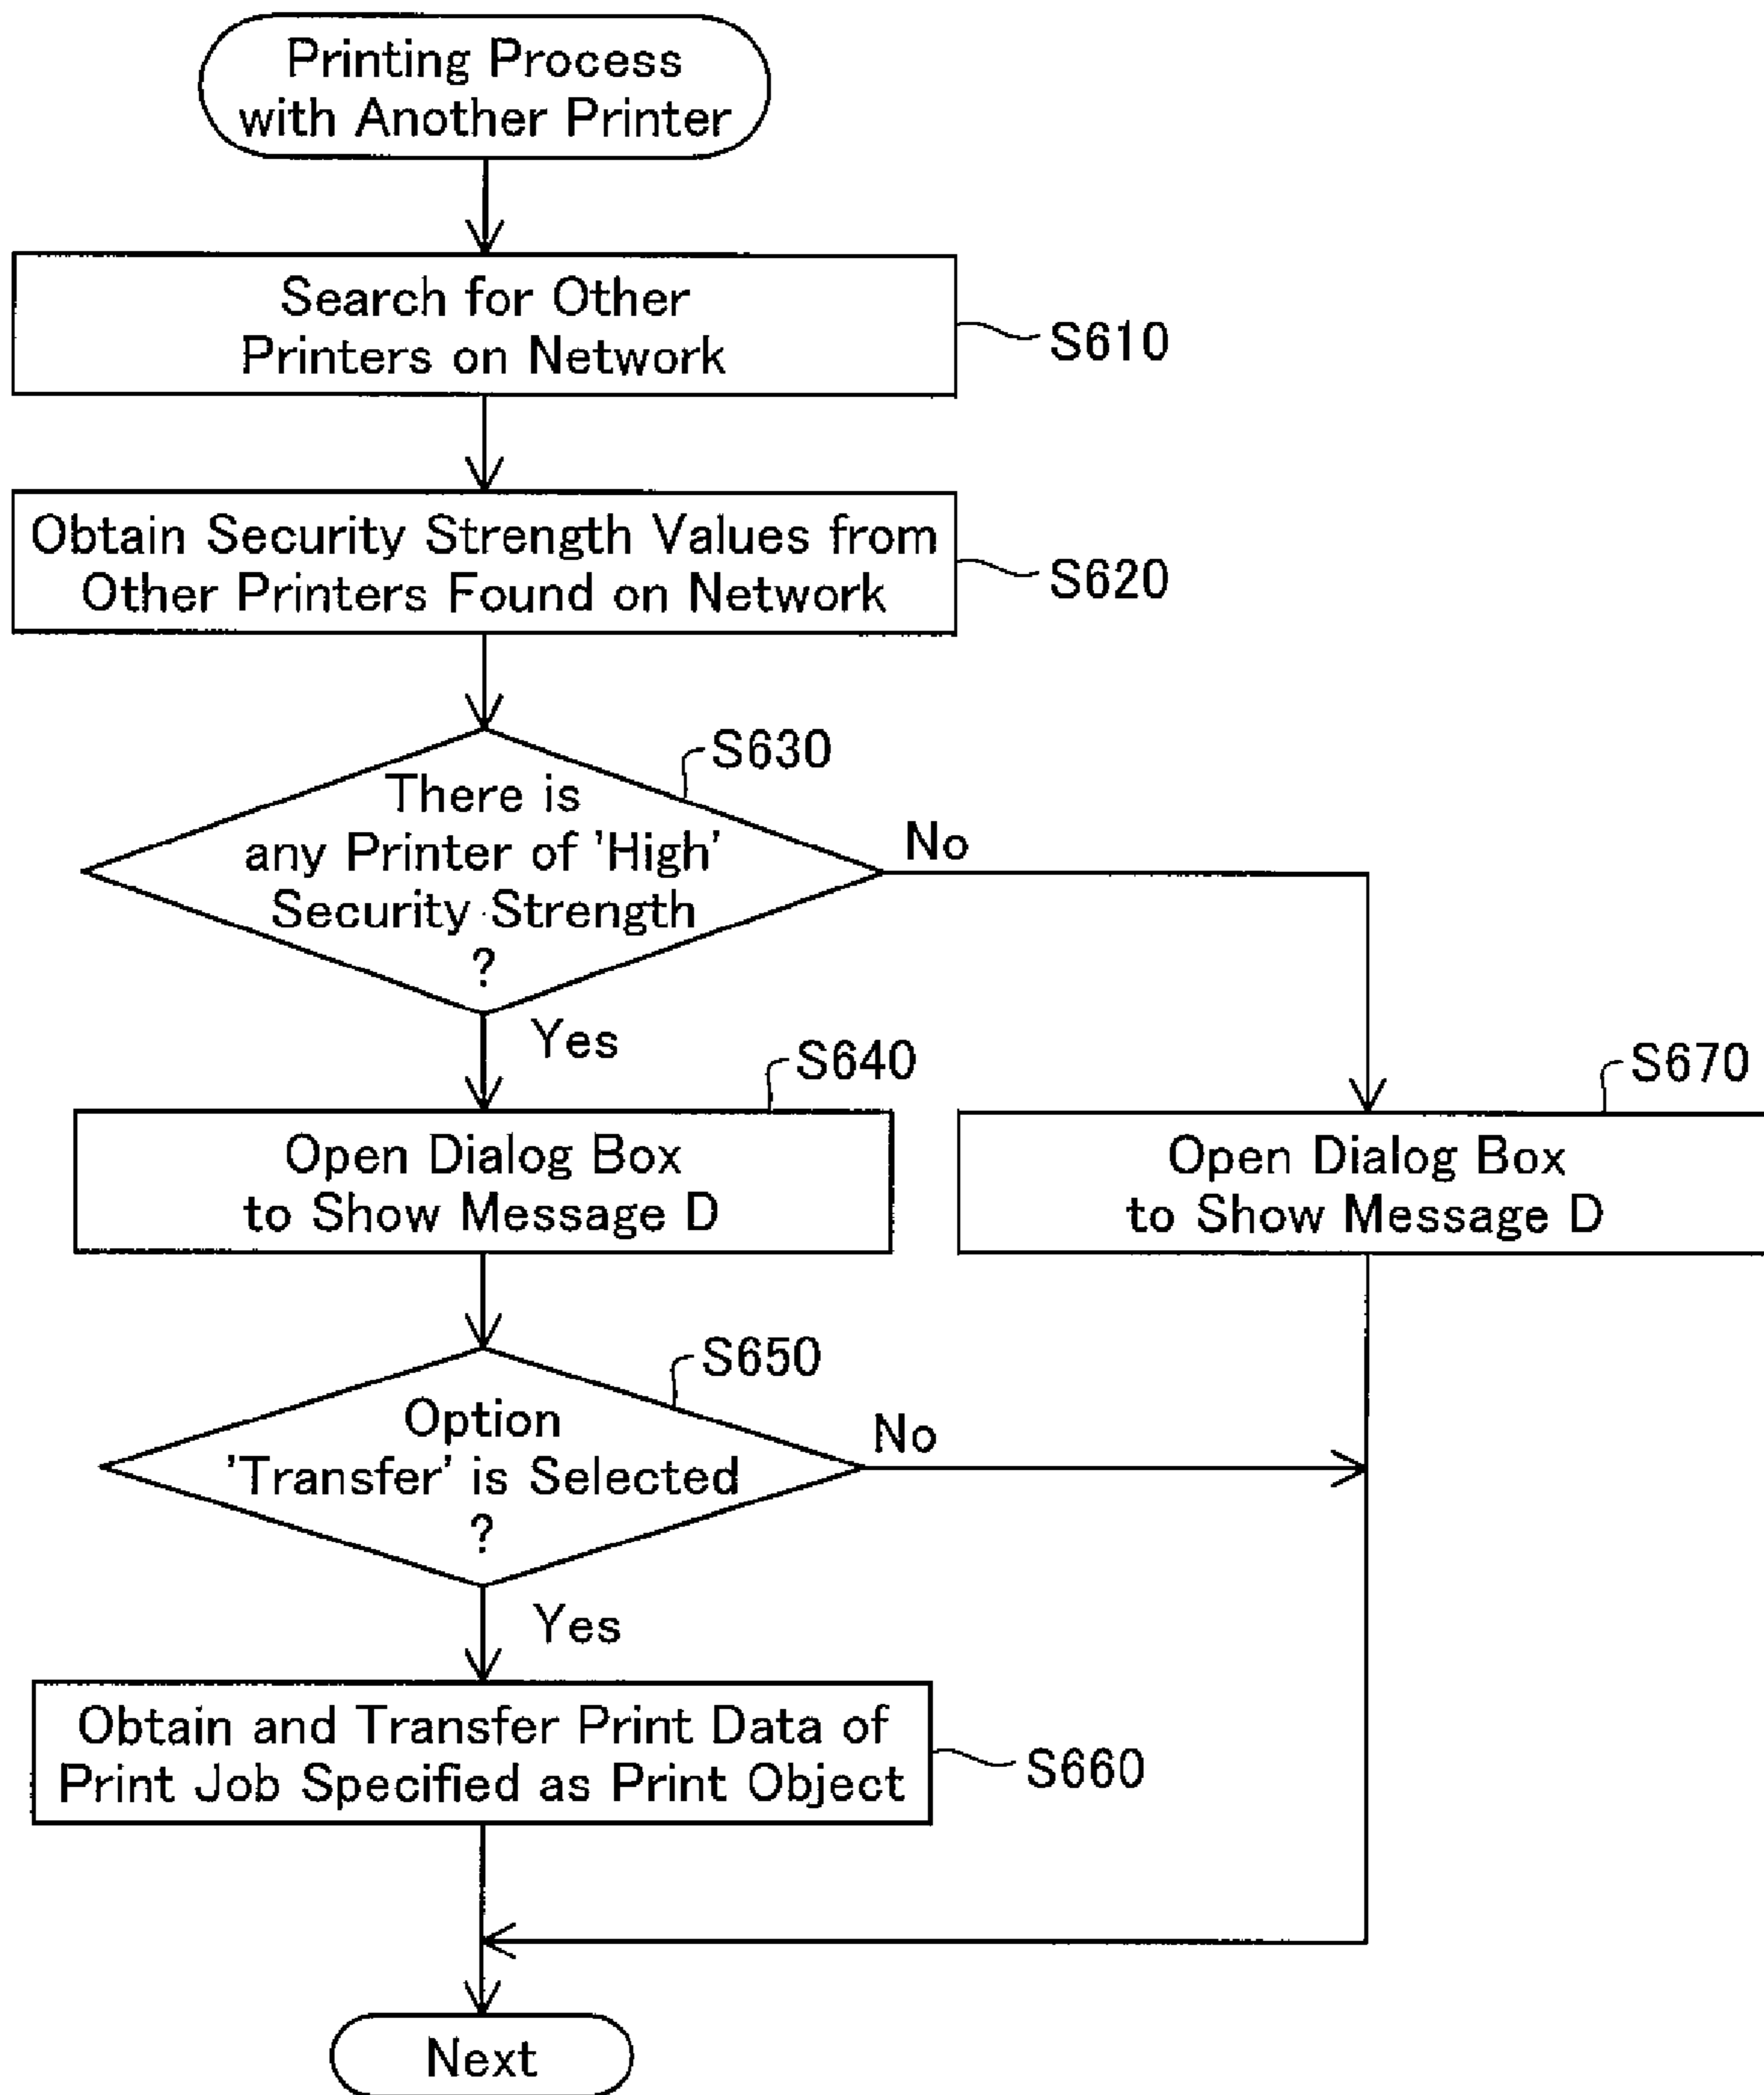 Printing Process
with Another Printer
Search for Other
Printers on Network
S610
Obtain Security Strength Values from
Other Printers Found on Network
S620
S630
There is
any Printer of 'High'
Security Strength
?
No
Yes
S640
Open Dialog Box
to Show Message D
S670
Open Dialog Box
to Show Message D
S650
Option
'Transfer' is Selected
?
No
Yes
Obtain and Transfer Print Data of
Print Job Specified as Print Object
S660
Next